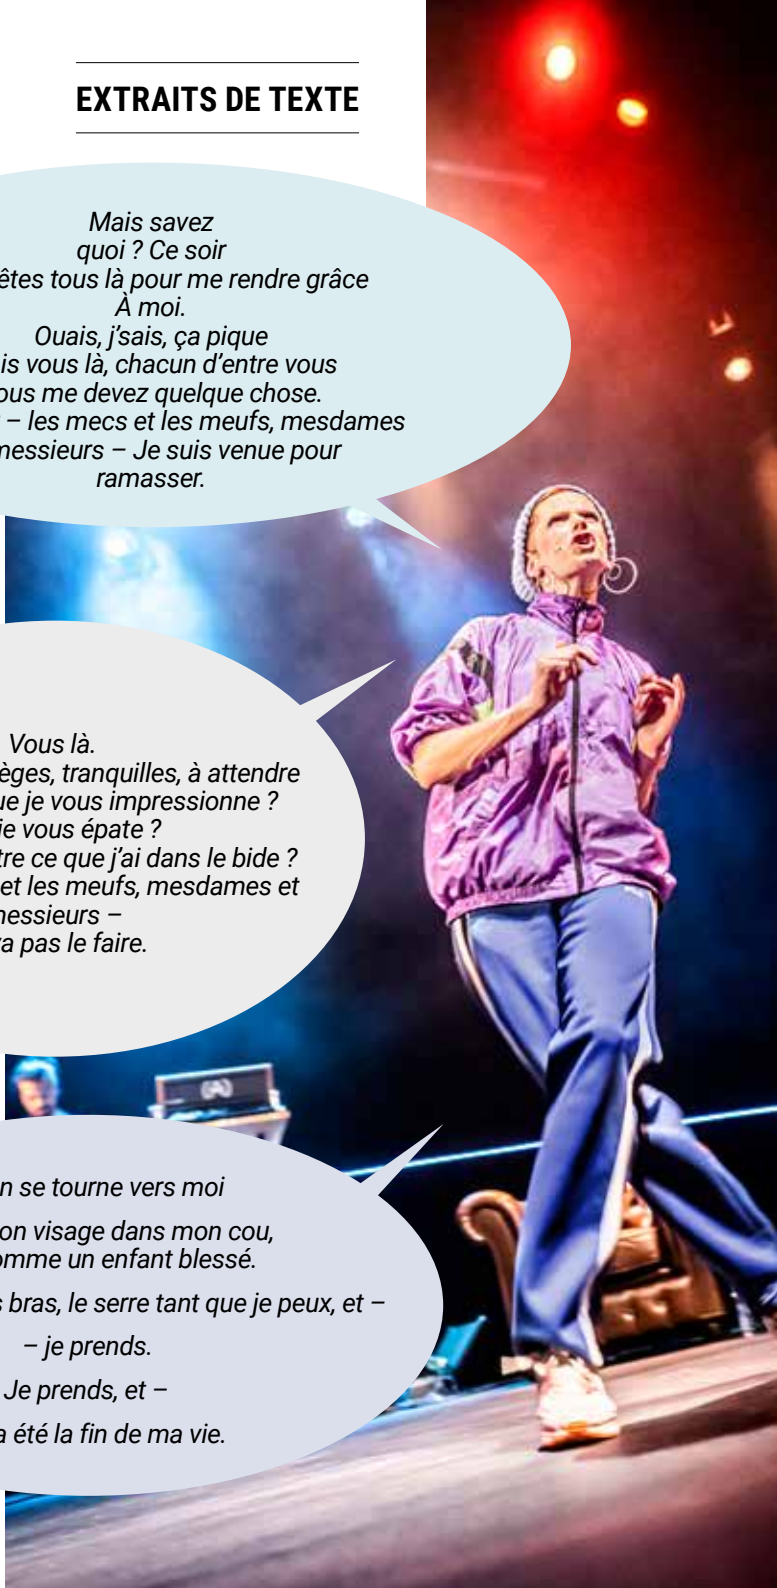 EXTRAITS DE TEXTE
Mais savez
quoi ? Ce soir
êtes tous là pour me rendre grâce
À moi.
Ouais, j’sais, ça pique
is vous là, chacun d’entre vous
ous me devez quelque chose.
– les mecs et les meufs, mesdames
messieurs – Je suis venue pour
ramasser.
Vous là.
èges, tranquilles, à attendre
ue je vous impressionne ?
je vous épate ?
tre ce que j’ai dans le bide ?
et les meufs, mesdames et
messieurs –
va pas le faire.
n se tourne vers moi
on visage dans mon cou,
omme un enfant blessé.
s bras, le serre tant que je peux, et –
– je prends.
Je prends, et –
a été la fin de ma vie.